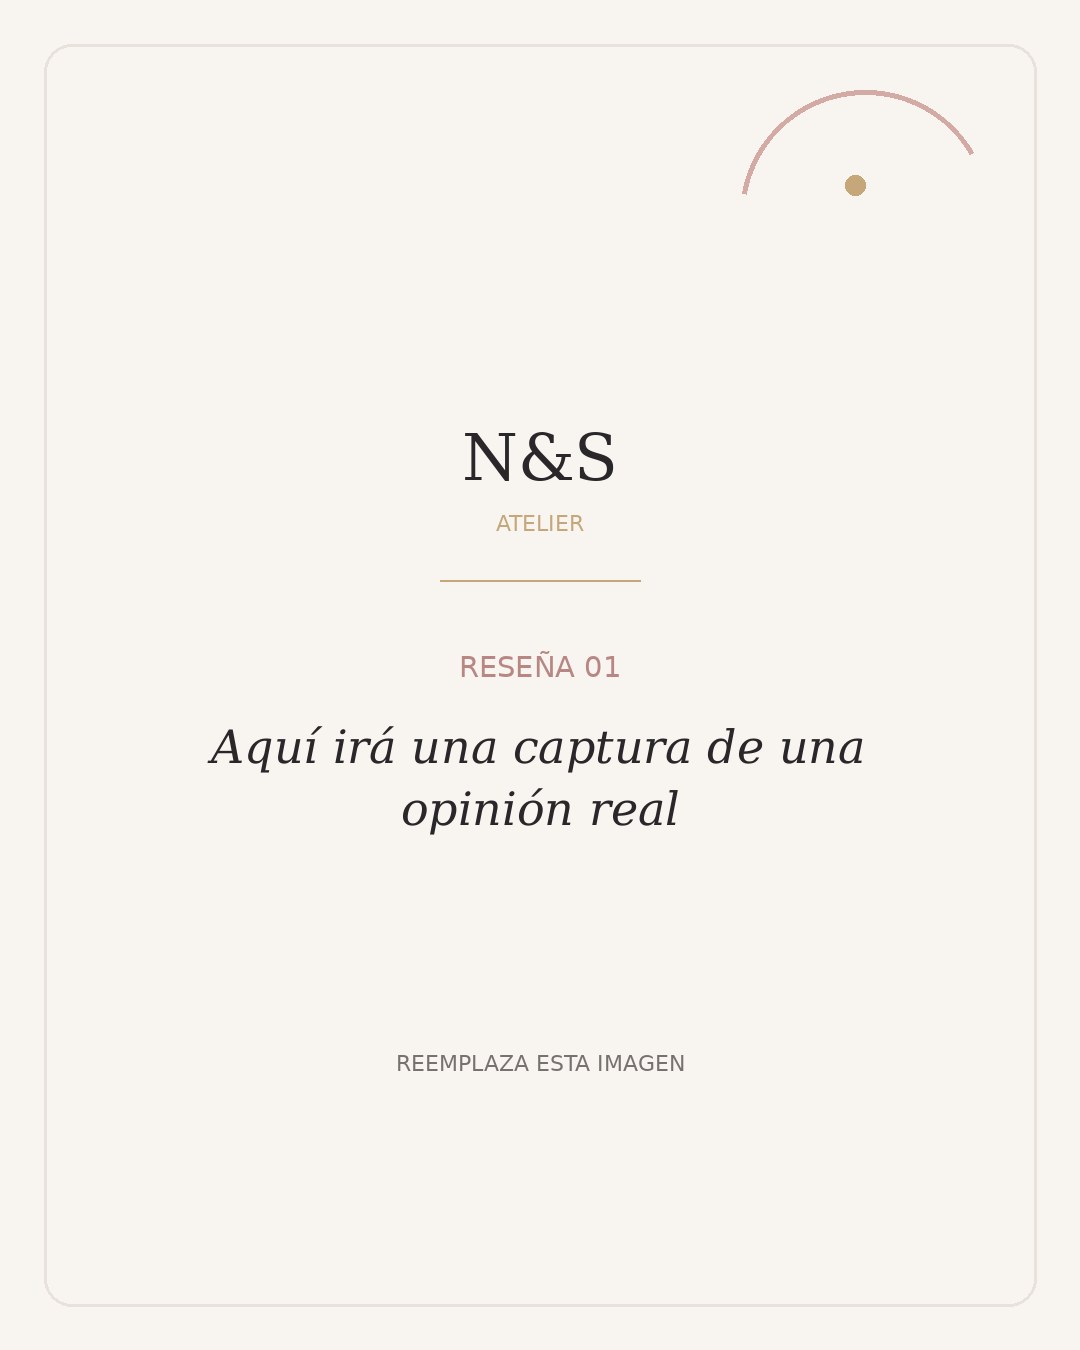 N&S
ATELIER
RESEÑA 01
Aquí irá una captura de una
opinión real
REEMPLAZA ESTA IMAGEN